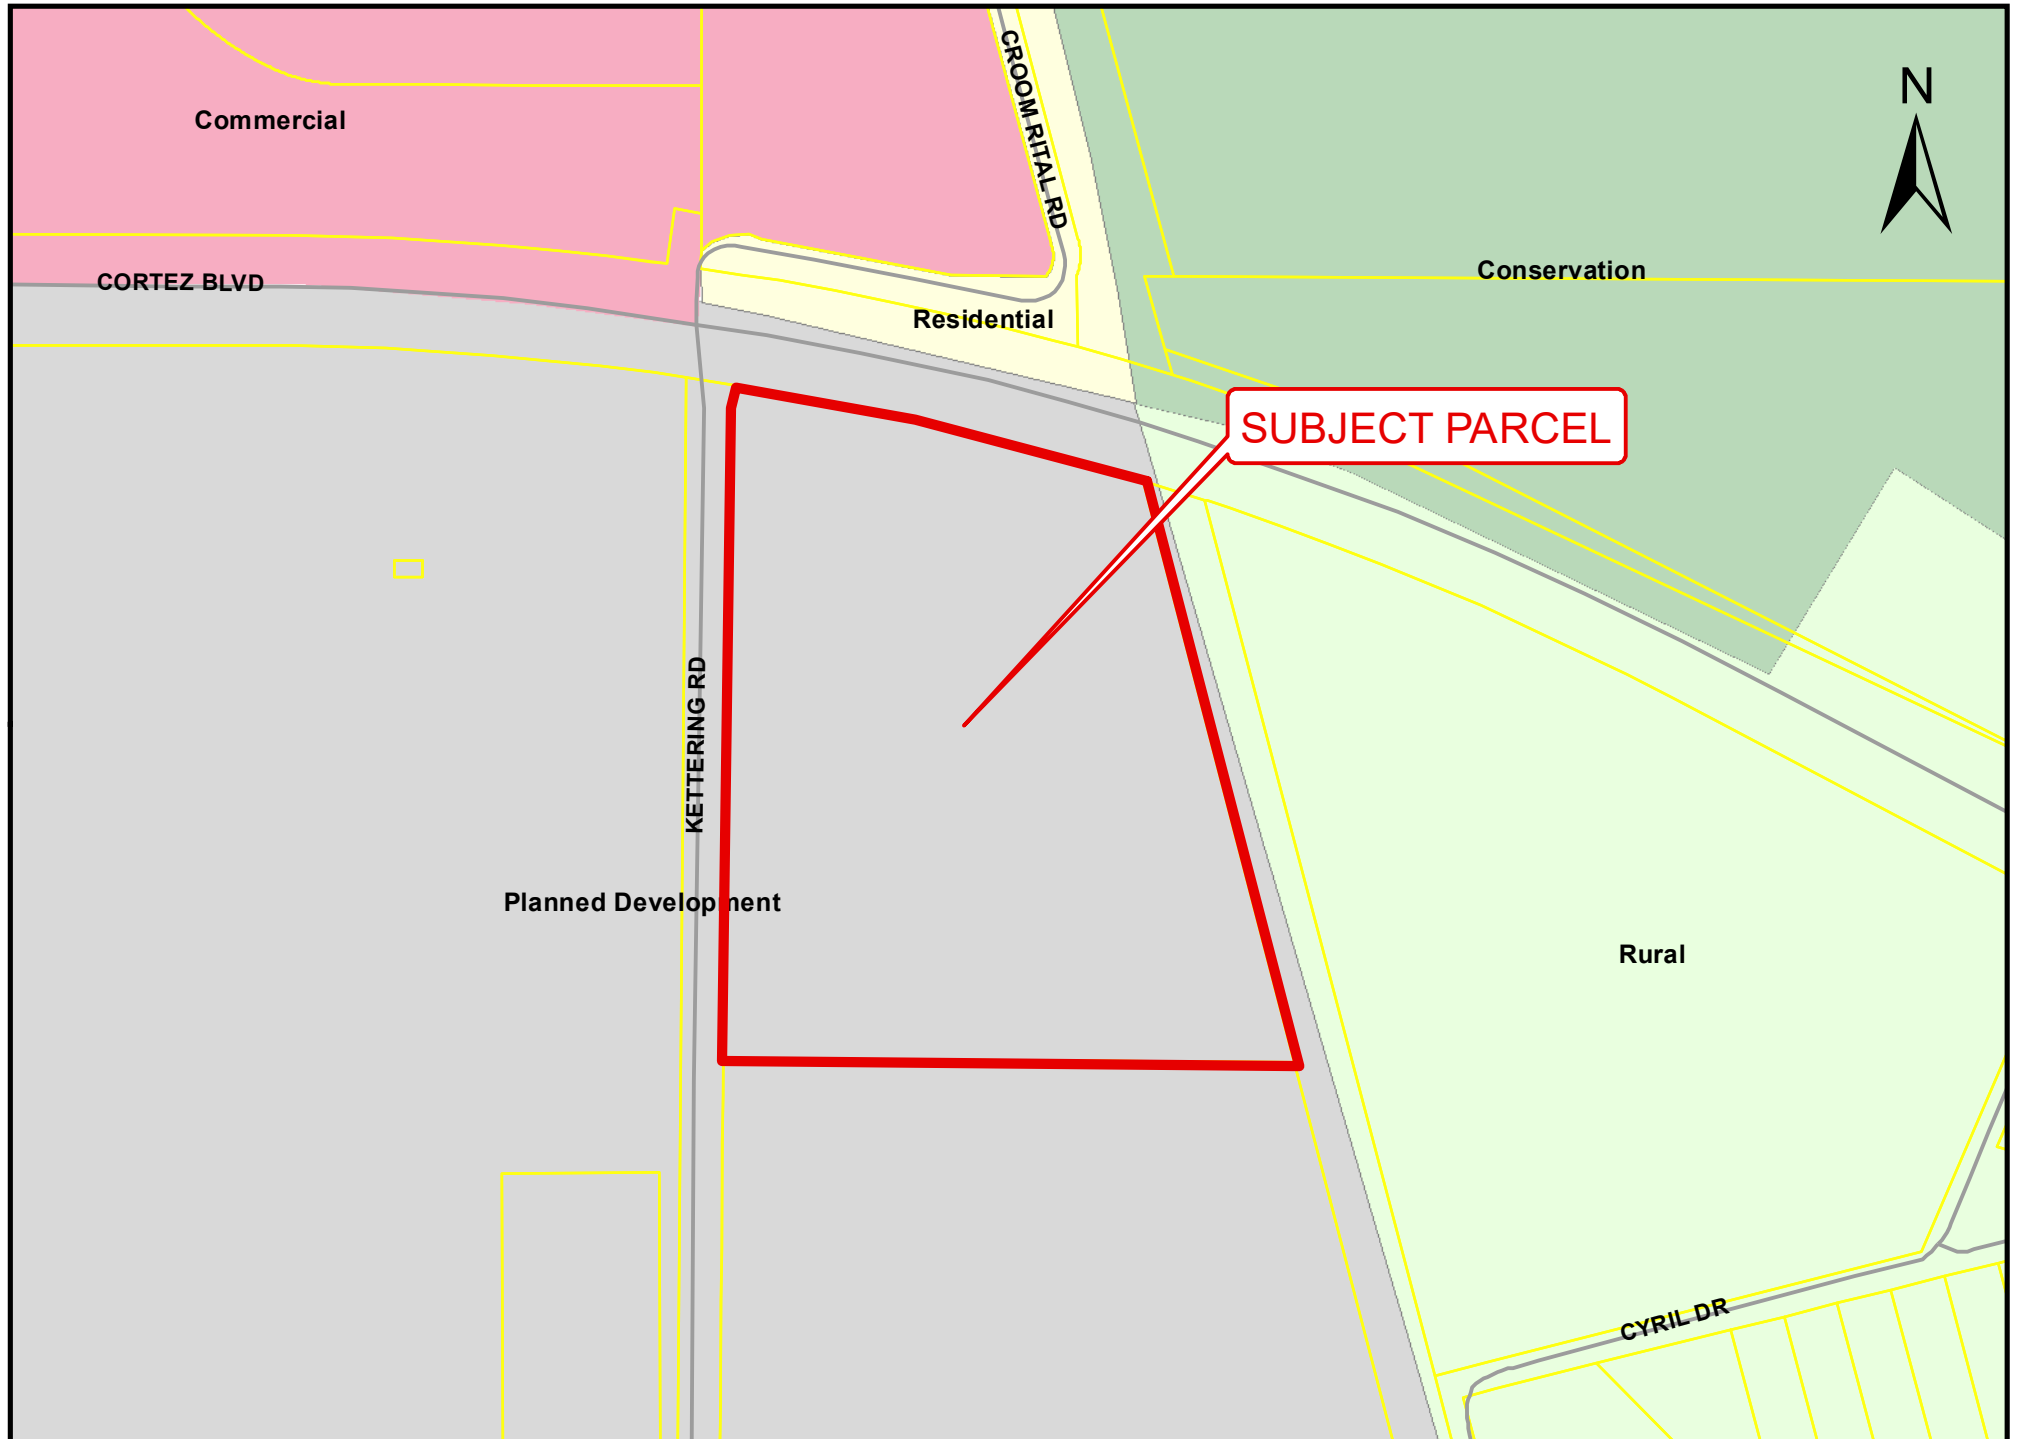 CROOM RITAL RD
N
Commercial
Conservation
CORTEZ BLVD
Residential
SUBJECT PARCEL
KETTERING RD
Planned Development
Rural
CYRIL DR